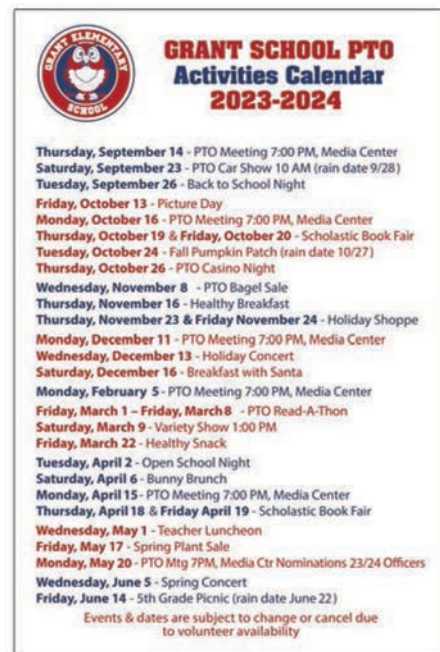 GRANT ELEMENTARY
SCHOOL
GRANT SCHOOL PTO
Activities Calendar
2023-2024
Thursday, September 14 - PTO Meeting 7:00 PM, Media Center
Saturday, September 23 - PTO Car Show 10 AM (rain date 9/28)
Tuesday, September 26 - Back to School Night
Friday, October 13 - Picture Day
Monday, October 16 - PTO Meeting 7:00 PM, Media Center
Thursday, October 19 & Friday, October 20 - Scholastic Book Fair
Tuesday, October 24 - Fall Pumpkin Patch (rain date 10/27)
Thursday, October 26 - PTO Casino Night
Wednesday, November 8 - PTO Bagel Sale
Thursday, November 16 - Healthy Breakfast
Thursday, November 23 & Friday November 24 - Holiday Shoppe
Monday, December 11 - PTO Meeting 7:00 PM, Media Center
Wednesday, December 13 - Holiday Concert
Saturday, December 16 - Breakfast with Santa
Monday, February 5 - PTO Meeting 7:00 PM, Media Center
Friday, March 1 – Friday, March 8 - PTO Read-A-Thon
Saturday, March 9 - Variety Show 1:00 PM
Friday, March 22 - Healthy Snack
Tuesday, April 2 - Open School Night
Saturday, April 6 - Bunny Brunch
Monday, April 15 - PTO Meeting 7:00 PM, Media Center
Thursday, April 18 & Friday April 19 - Scholastic Book Fair
Wednesday, May 1 - Teacher Luncheon
Friday, May 17 - Spring Plant Sale
Monday, May 20 - PTO Mtg 7PM, Media Ctr Nominations 23/24 Officers
Wednesday, June 5 - Spring Concert
Friday, June 14 - 5th Grade Picnic (rain date June 22)
Events & dates are subject to change or cancel due
to volunteer availability